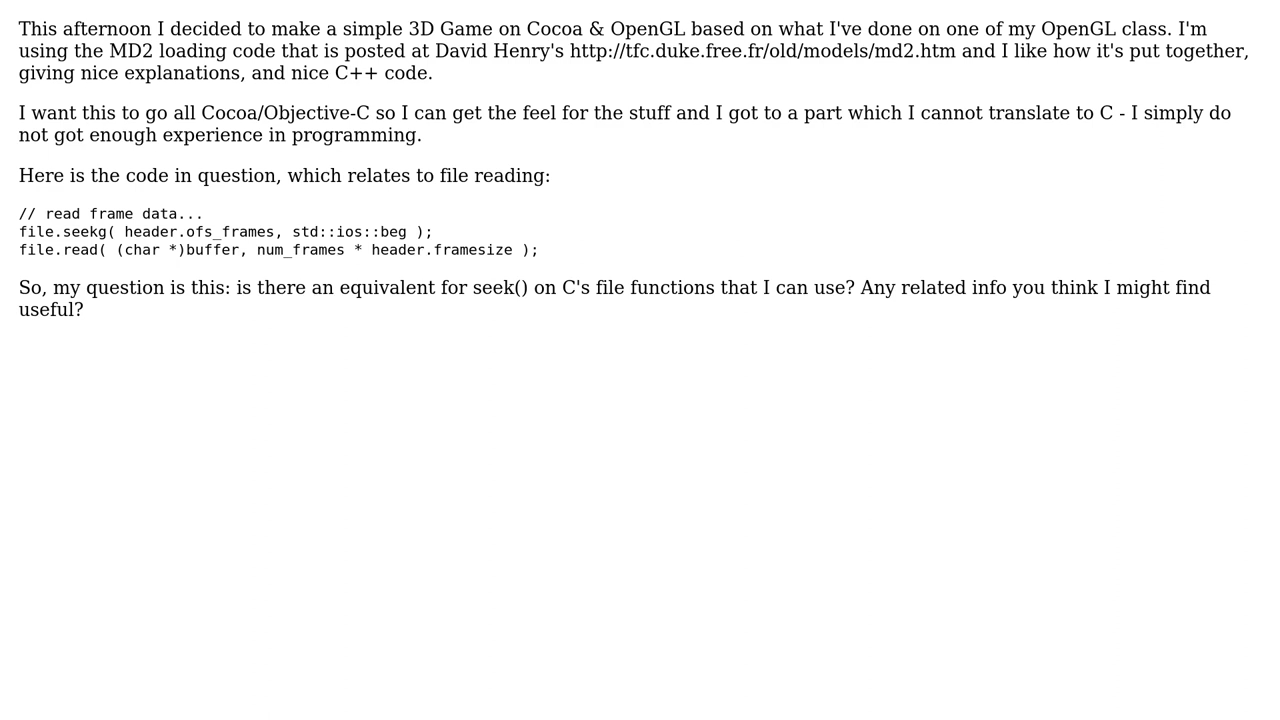 This afternoon I decided to make a simple 3D Game on Cocoa & OpenGL based on what I've done on one of my OpenGL class. I'm
using the MD2 loading code that is posted at David Henry's http://tfc.duke.free.fr/old/models/md2.htm and I like how it's put together,
giving nice explanations, and nice C++ code.
I want this to go all Cocoa/Objective-C so I can get the feel for the stuff and I got to a part which I cannot translate to C - I simply do
not got enough experience in programming.
Here is the code in question, which relates to file reading:
// read frame data...
file.seekg( header.ofs_frames, std::ios::beg );
file.read( (char *)buffer, num_frames * header.framesize );
So, my question is this: is there an equivalent for seek() on C's file functions that I can use? Any related info you think I might find
useful?